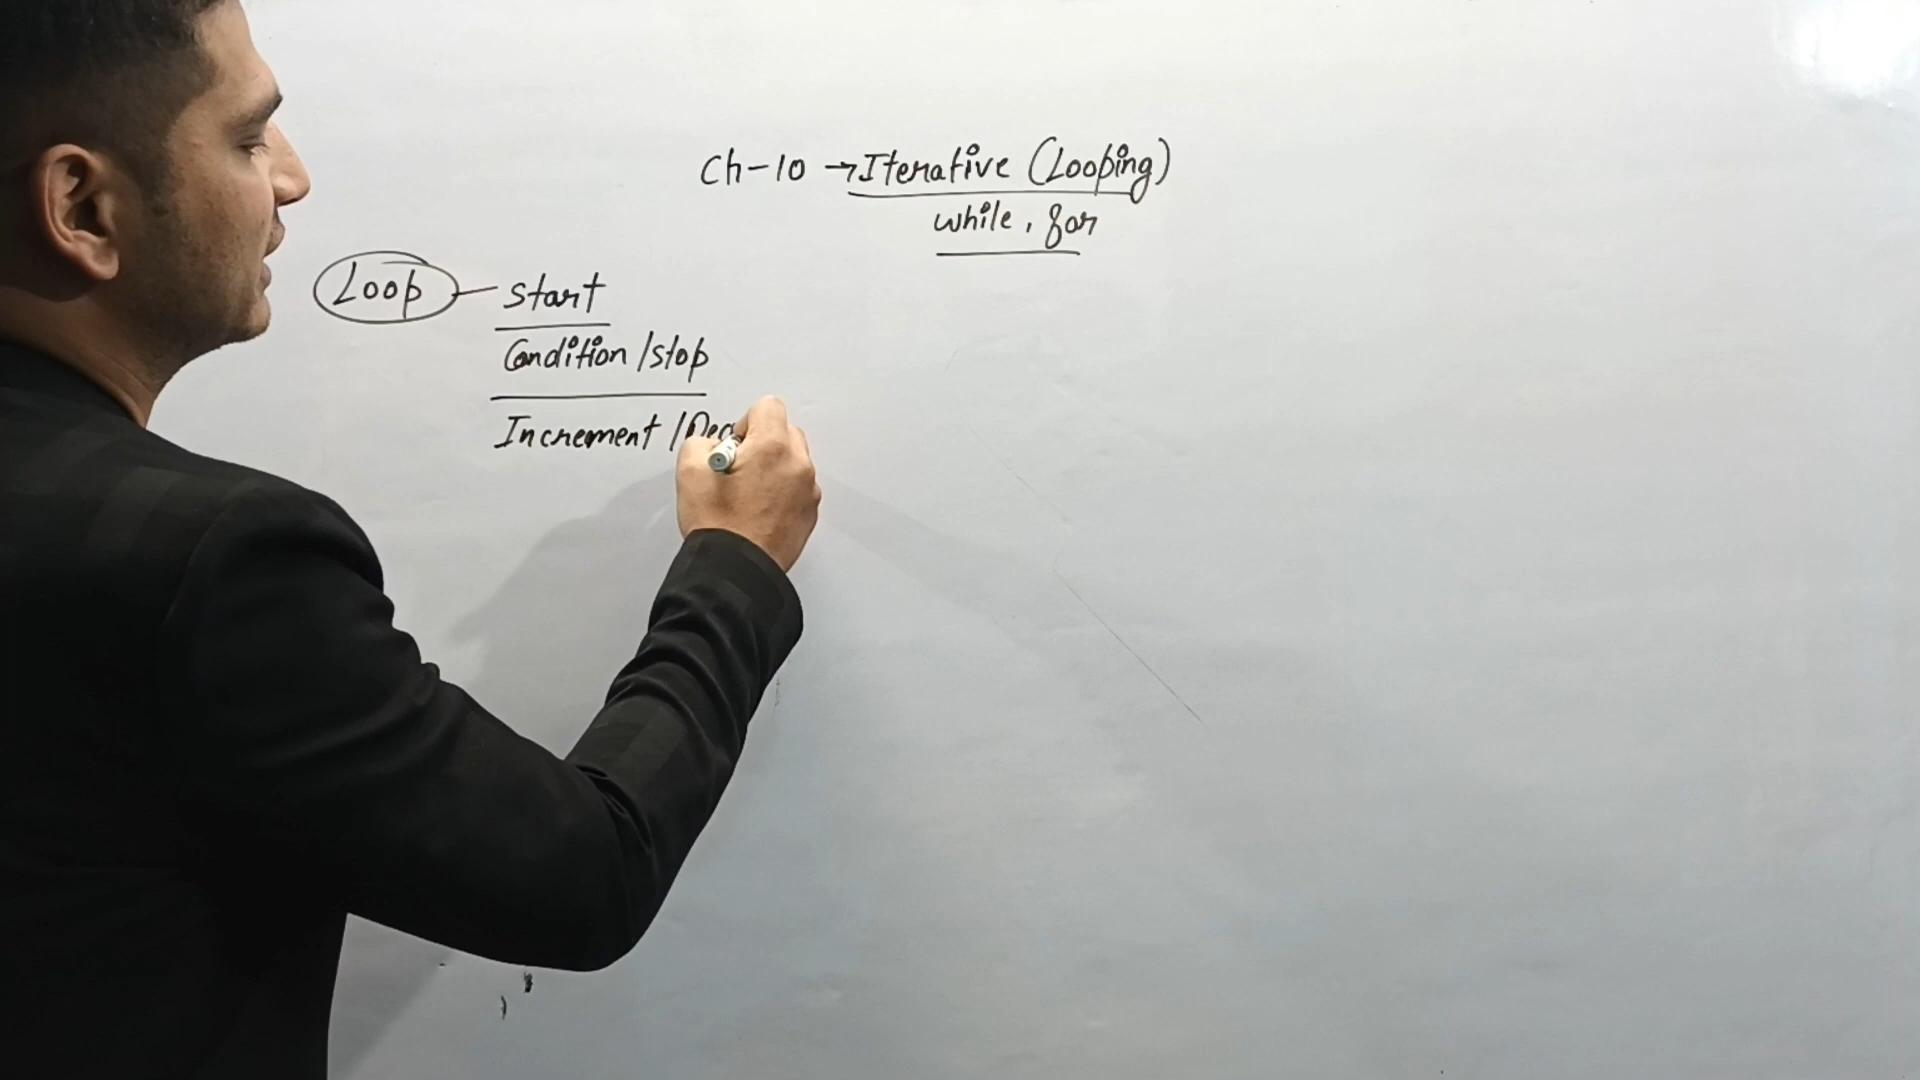 Ch-10 → Iterative (Looping)
while, for
Loop — start
Condition / stop
Increment / Dec